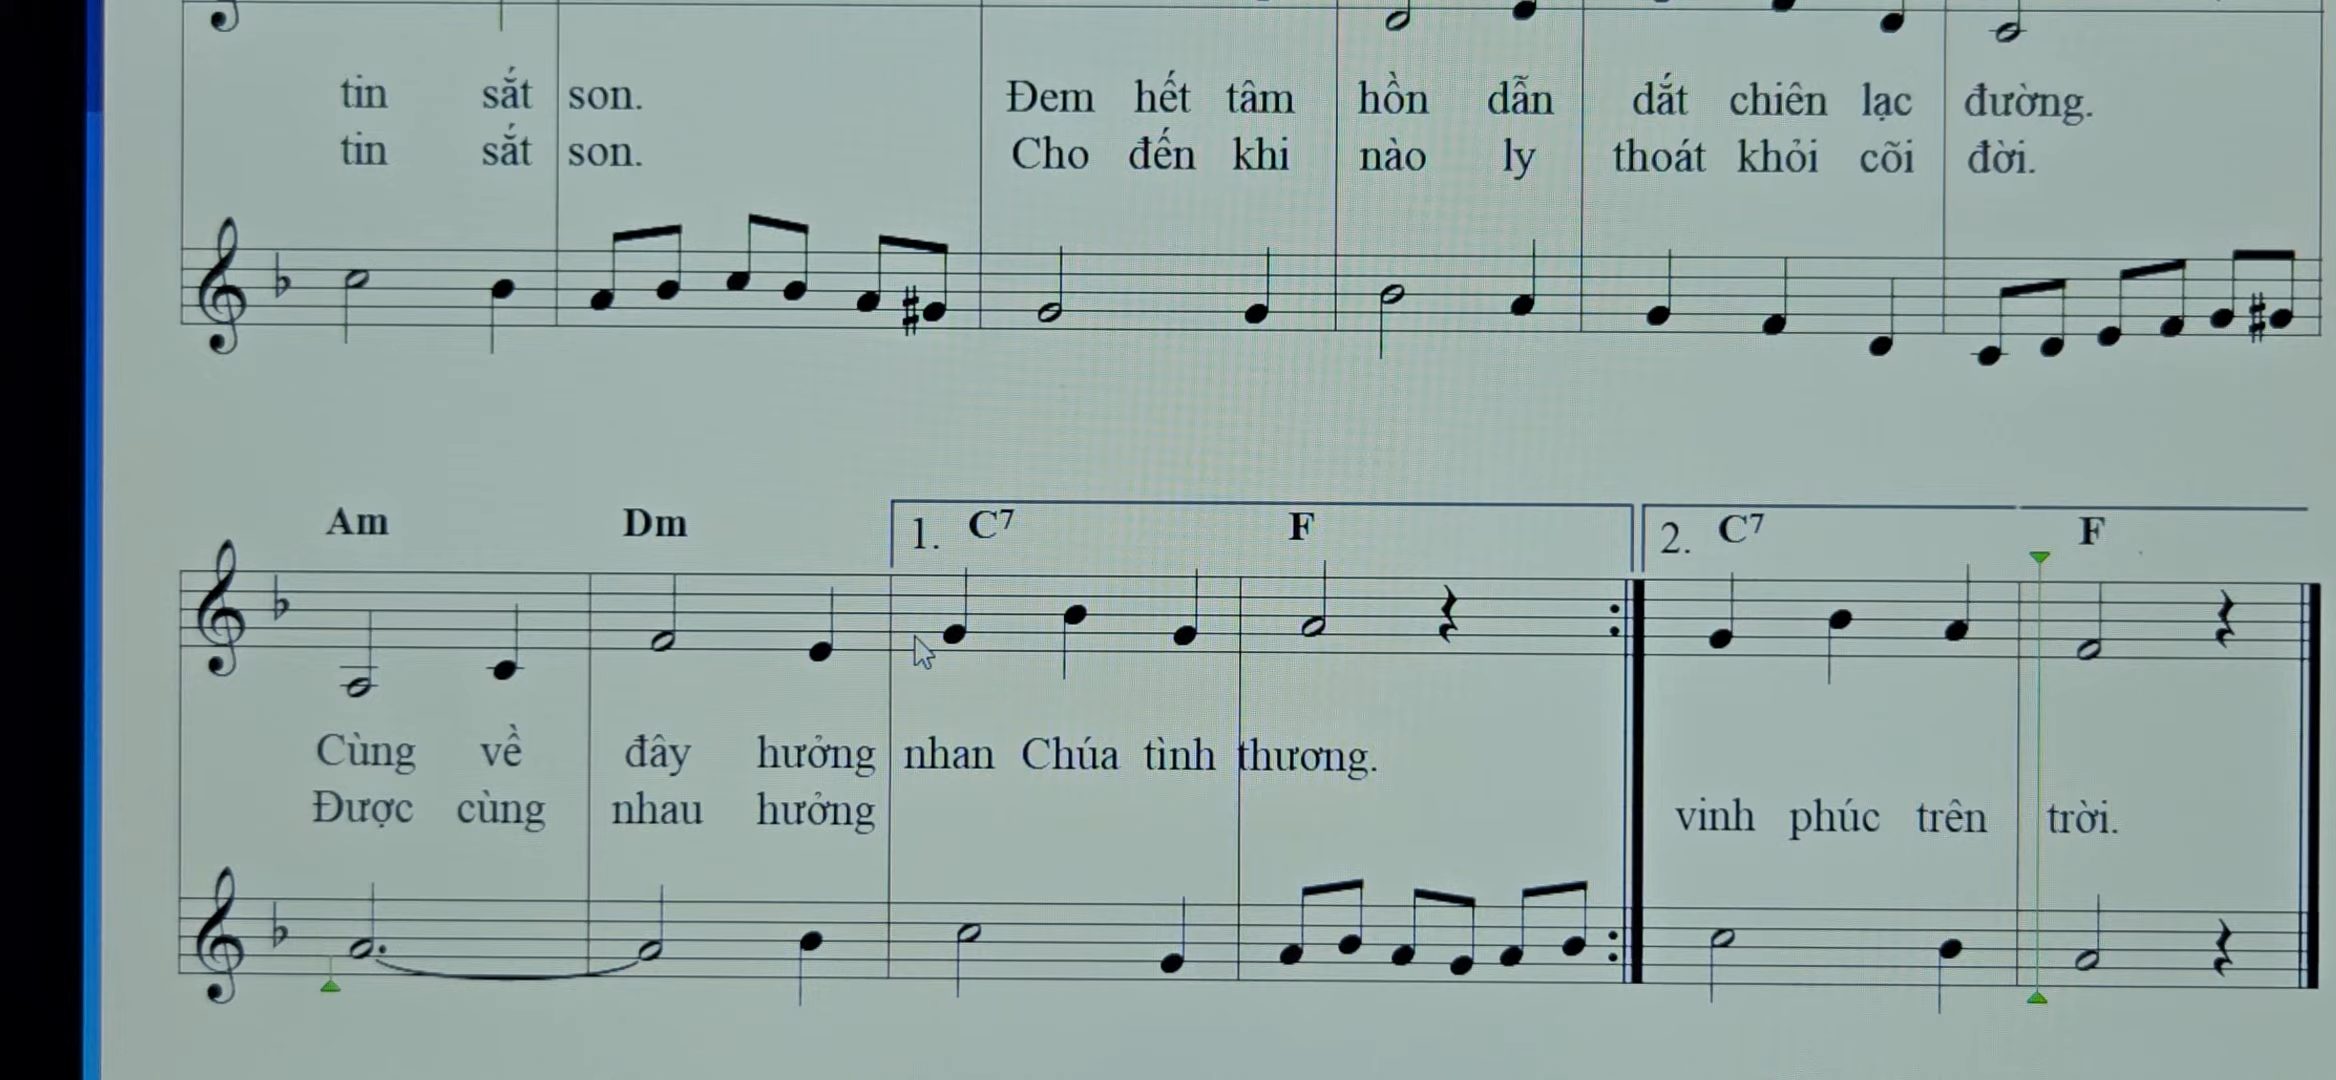 tin sắt son. Đem hết tâm hồn dẫn dắt chiên lạc đường.
tin sắt son. Cho đến khi nào ly thoát khỏi cõi đời.
Am Dm 1. C7 F 2. C7 F
Cùng về đây hưởng nhan Chúa tình thương.
Được cùng nhau hưởng vinh phúc trên trời.